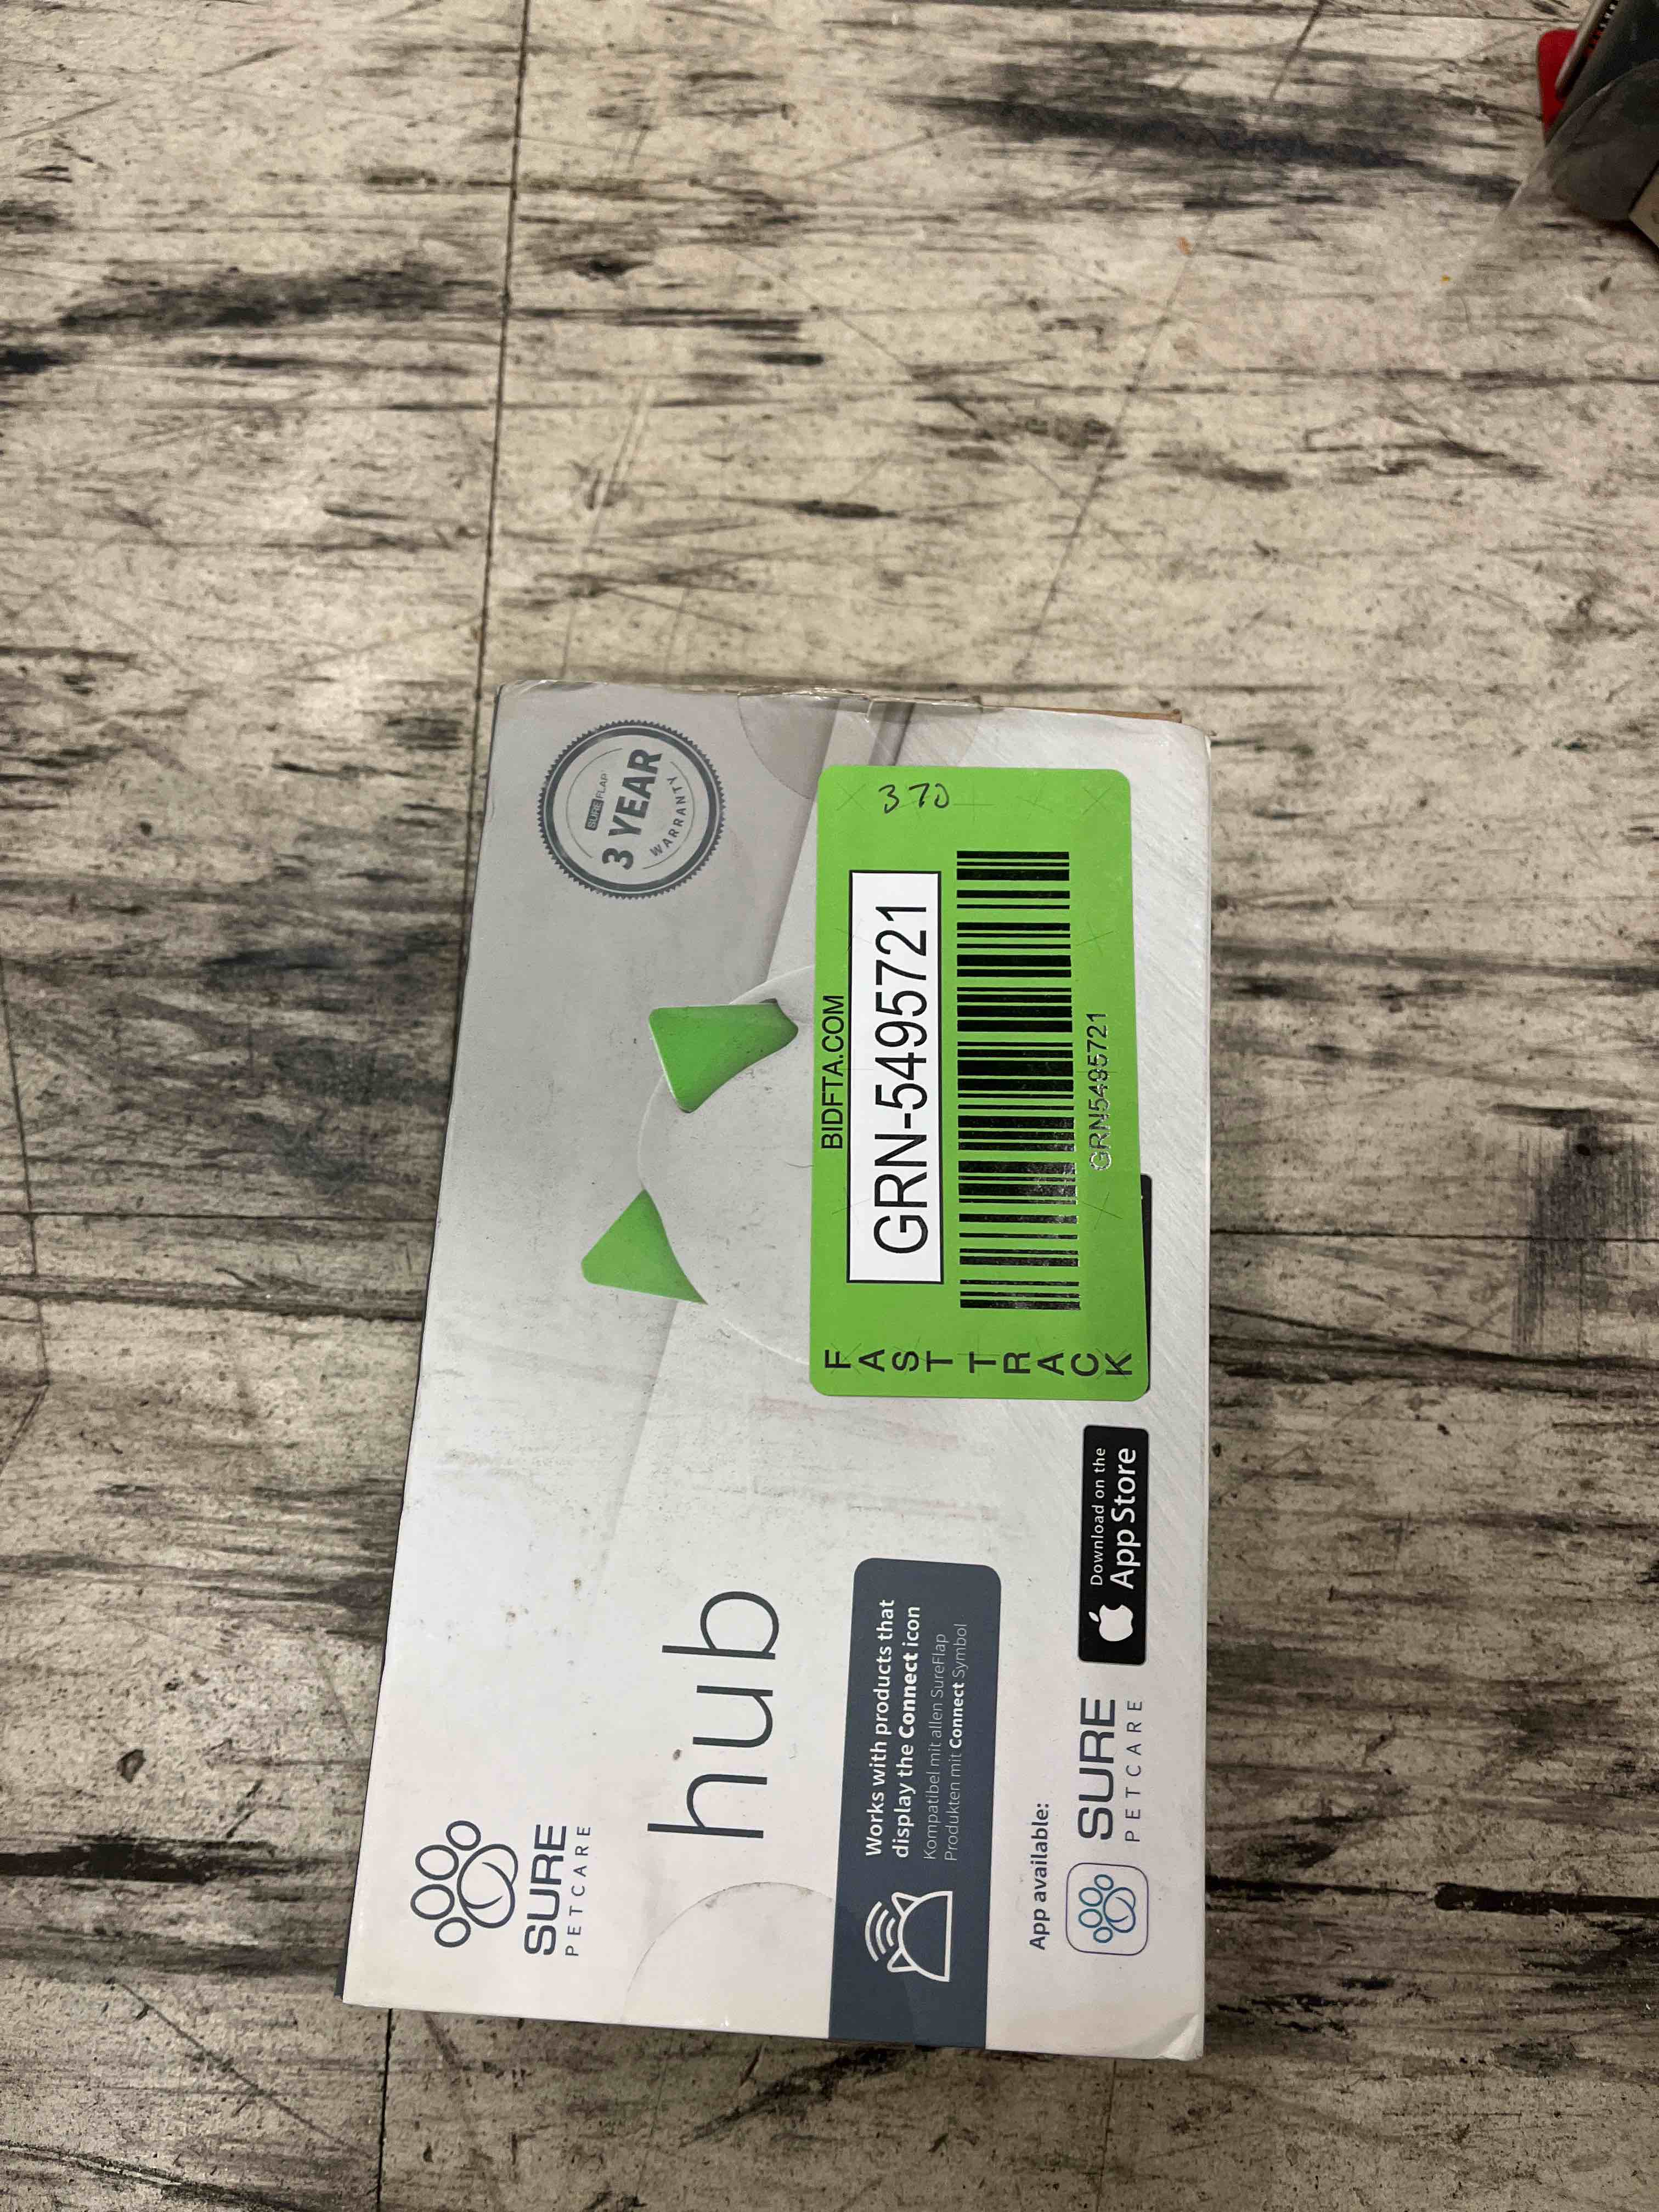 SURE
PETCARE
hub
Works with products that
display the Connect icon
Kompatibel mit allen SureFlap
Produkten mit Connect Symbol
App available:
SURE
PETCARE
Download on the
App Store
SUREFLAP
3 YEAR
WARRANTY
370
BIDFTA.COM
GRN-5495721
GRN5495721
FAST TRACK